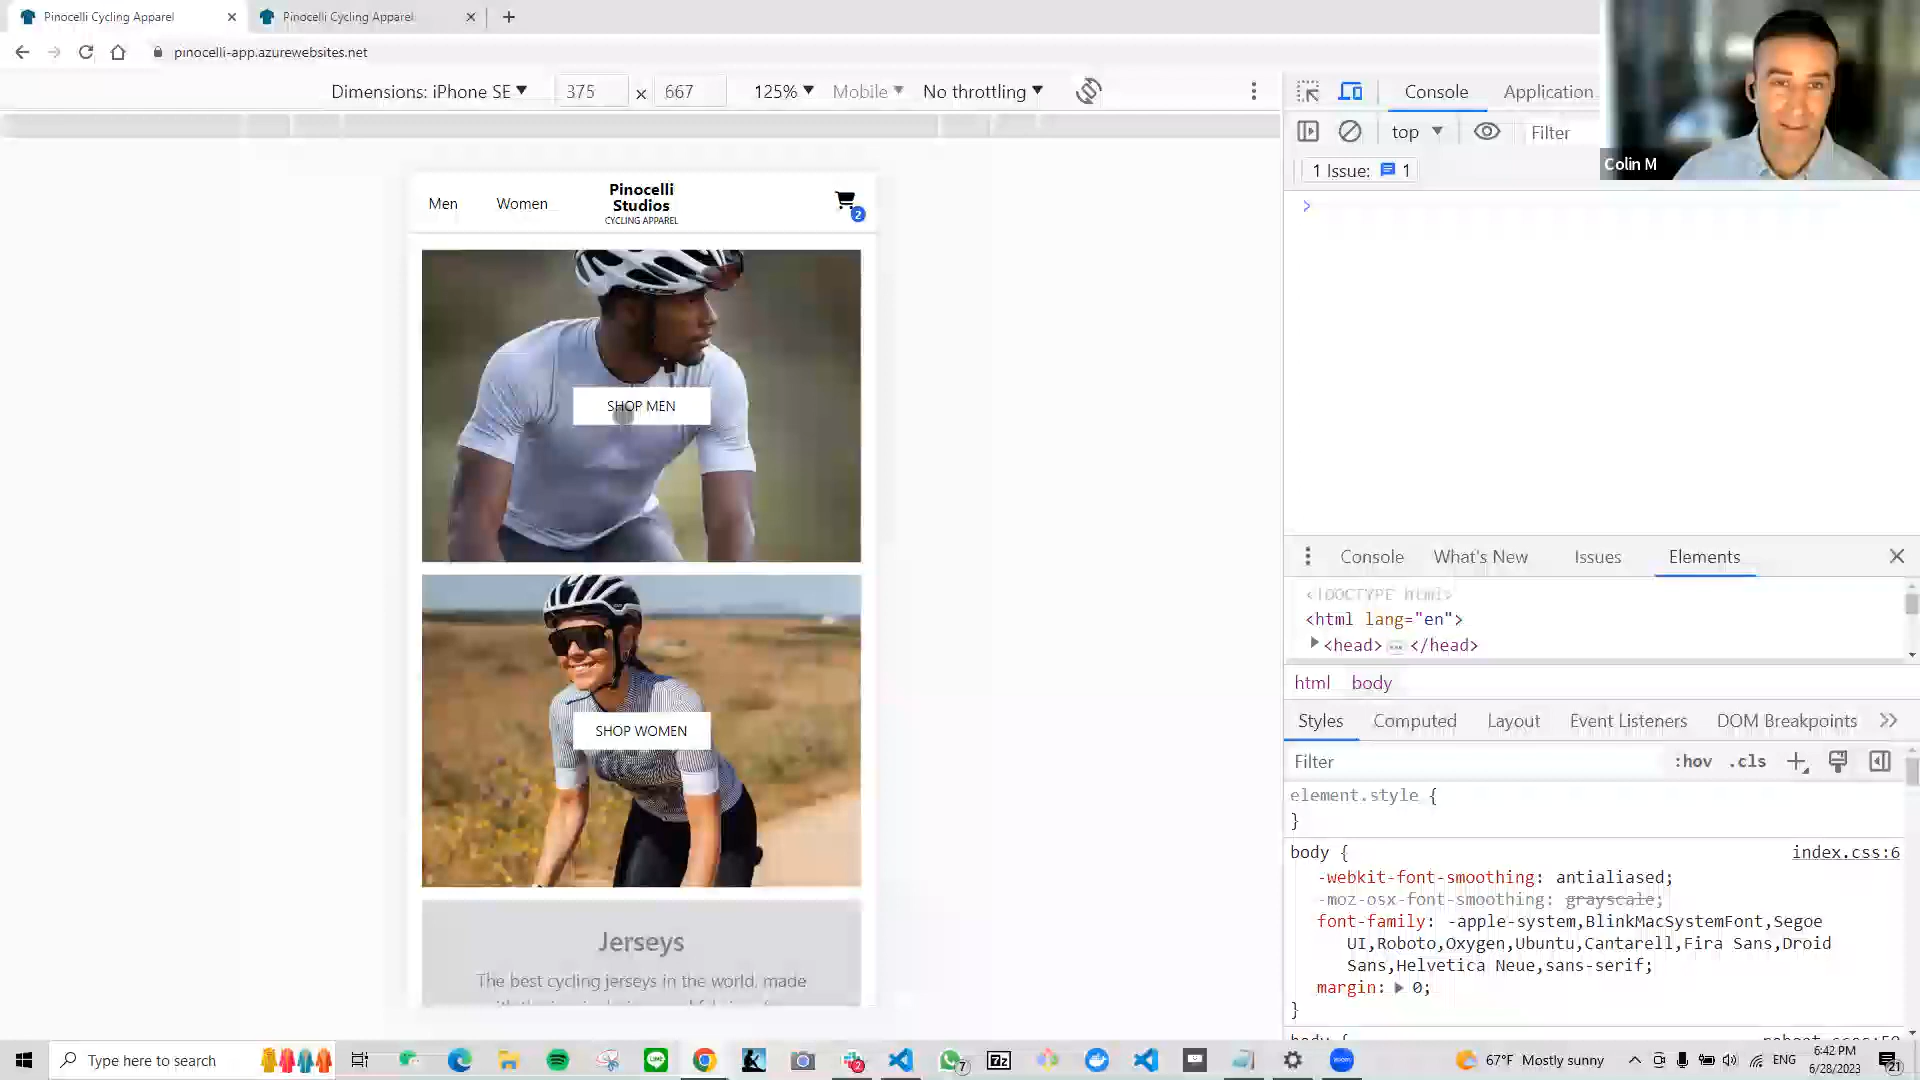 Pinocelli Cycling Apparel
Pinocelli Cycling Apparel
pinocelli-app.azurewebsites.net
Dimensions: iPhone SE
375 x 667
125%
Mobile
No throttling
Console
Application
top
Filter
1 Issue: 1
Colin M
Men
Women
Pinocelli
Studios
CYCLING APPAREL
2
SHOP MEN
SHOP WOMEN
Jerseys
The best cycling jerseys in the world, made
Console
What's New
Issues
Elements
<!DOCTYPE html>
<html lang="en">
<head> ••• </head>
html body
Styles
Computed
Layout
Event Listeners
DOM Breakpoints
Filter
:hov .cls
element.style {
}
body {
index.css:6
-webkit-font-smoothing: antialiased;
-moz-osx-font-smoothing: grayscale;
font-family: -apple-system,BlinkMacSystemFont,Segoe
UI,Roboto,Oxygen,Ubuntu,Cantarell,Fira Sans,Droid
Sans,Helvetica Neue,sans-serif;
margin: 0;
}
Type here to search
2
7
7z
zoom
67°F Mostly sunny
ENG
6:42 PM
6/28/2023
21